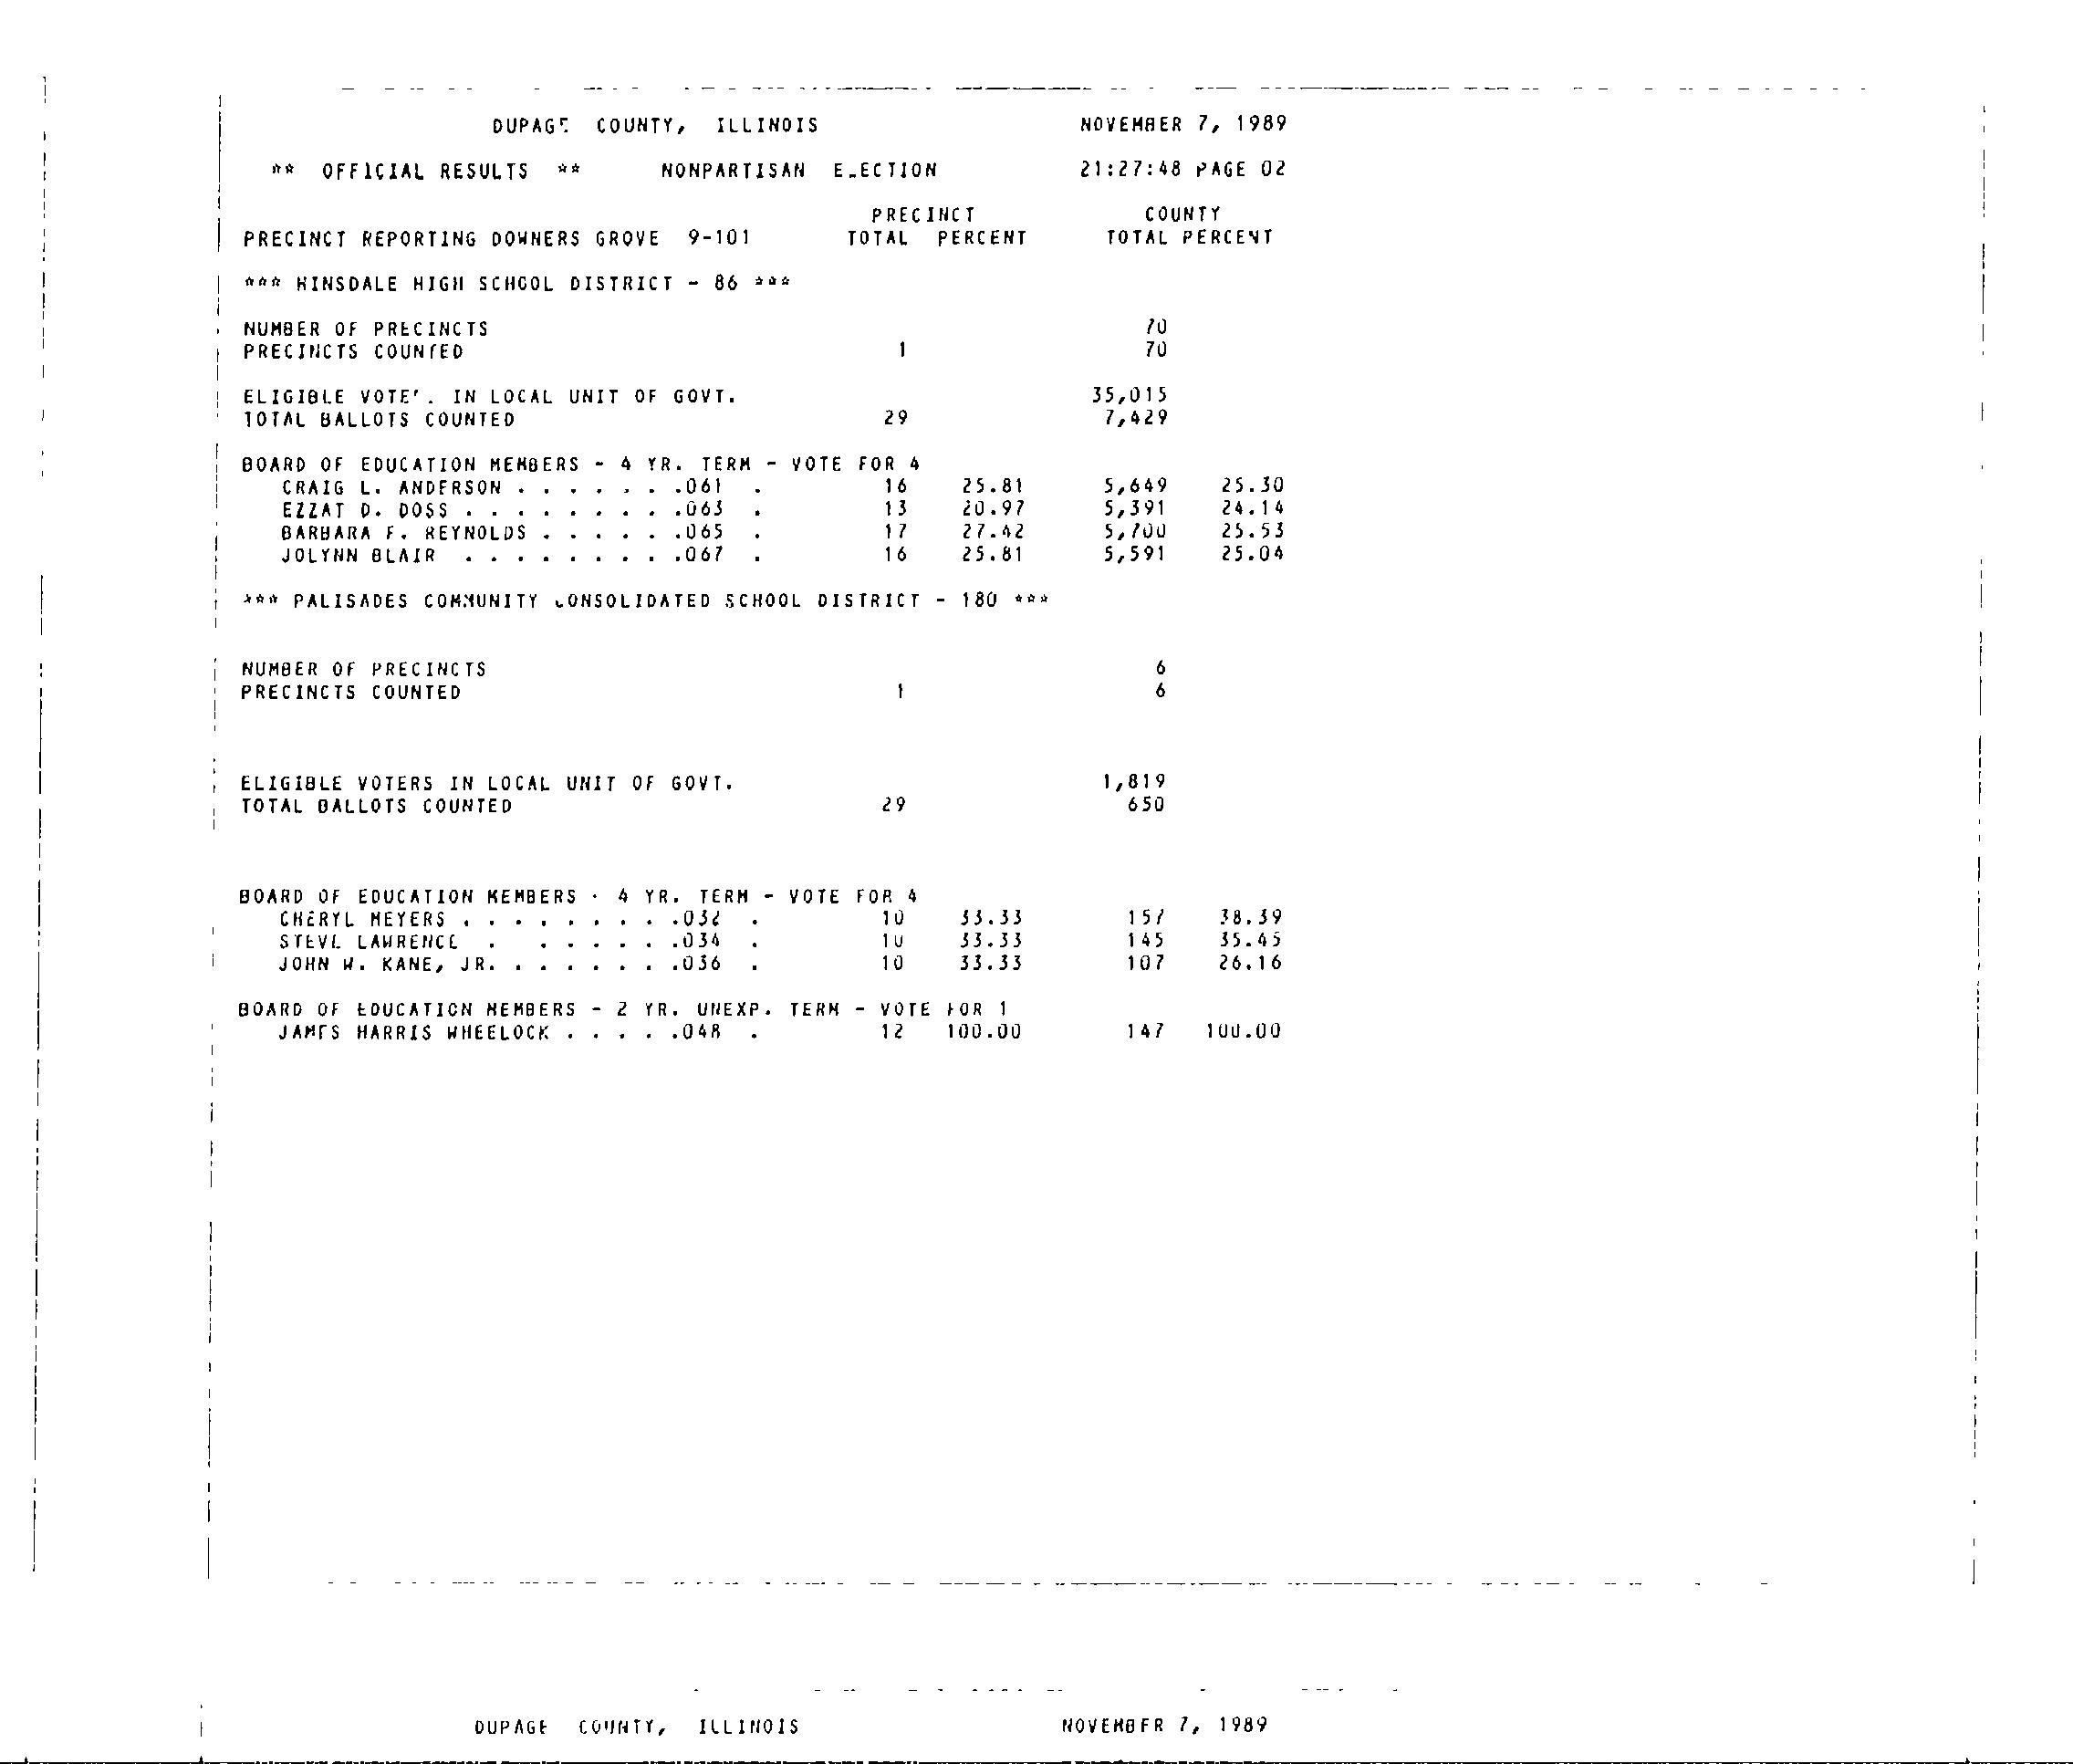 DUPAGE COUNTY, ILLINOIS NOVEMBER 7, 1989
** OFFICIAL RESULTS ** NONPARTISAN ELECTION 21:27:48 PAGE 02
PRECINCT COUNTY
PRECINCT REPORTING DOWNERS GROVE 9-101 TOTAL PERCENT TOTAL PERCENT
*** HINSDALE HIGH SCHOOL DISTRICT - 86 ***
NUMBER OF PRECINCTS 70
PRECINCTS COUNTED 1 70
ELIGIBLE VOTE'. IN LOCAL UNIT OF GOVT. 35,015
TOTAL BALLOTS COUNTED 29 7,429
BOARD OF EDUCATION MEMBERS - 4 YR. TERM - VOTE FOR 4
CRAIG L. ANDERSON . . . . . . .061 . 16 25.81 5,649 25.30
EZZAT D. DOSS . . . . . . . . .063 . 13 20.97 5,391 24.14
BARBARA F. REYNOLDS . . . . . .065 . 17 27.42 5,700 25.53
JOLYNN BLAIR . . . . . . . . .067 . 16 25.81 5,591 25.04
*** PALISADES COMMUNITY CONSOLIDATED SCHOOL DISTRICT - 180 ***
NUMBER OF PRECINCTS 6
PRECINCTS COUNTED 1 6
ELIGIBLE VOTERS IN LOCAL UNIT OF GOVT. 1,819
TOTAL BALLOTS COUNTED 29 650
BOARD OF EDUCATION MEMBERS - 4 YR. TERM - VOTE FOR 4
CHERYL MEYERS . . . . . . . . .032 . 10 33.33 157 38.39
STEVE LAWRENCE . . . . . . .034 . 10 33.33 145 35.45
JOHN W. KANE, JR. . . . . . . .036 . 10 33.33 107 26.16
BOARD OF EDUCATION MEMBERS - 2 YR. UNEXP. TERM - VOTE FOR 1
JAMES HARRIS WHEELOCK . . . . .048 . 12 100.00 147 100.00
DUPAGE COUNTY, ILLINOIS NOVEMBER 7, 1989